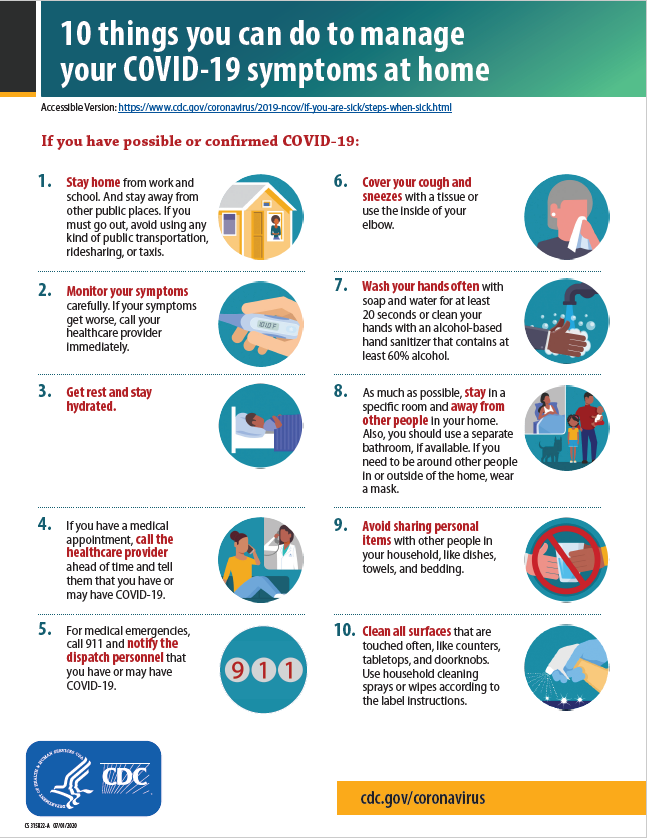 10 things you can do to manage
your COVID-19 symptoms at home
Accessible Version: https://www.cdc.gov/coronavirus/2019-ncov/if-you-are-sick/steps-when-sick.html
If you have possible or confirmed COVID-19:
1. Stay home from work and
school. And stay away from
other public places. If you
must go out, avoid using any
kind of public transportation,
ridesharing, or taxis.
2. Monitor your symptoms
carefully. If your symptoms
get worse, call your
healthcare provider
immediately.
3. Get rest and stay
hydrated.
4. If you have a medical
appointment, call the
healthcare provider
ahead of time and tell
them that you have or
may have COVID-19.
5. For medical emergencies,
call 911 and notify the
dispatch personnel that
you have or may have
COVID-19.
911
6. Cover your cough and
sneezes with a tissue or
use the inside of your
elbow.
7. Wash your hands often with
soap and water for at least
20 seconds or clean your
hands with an alcohol-based
hand sanitizer that contains at
least 60% alcohol.
8. As much as possible, stay in a
specific room and away from
other people in your home.
Also, you should use a separate
bathroom, if available. If you
need to be around other people
in or outside of the home, wear
a mask.
9. Avoid sharing personal
items with other people in
your household, like dishes,
towels, and bedding.
10. Clean all surfaces that are
touched often, like counters,
tabletops, and doorknobs.
Use household cleaning
sprays or wipes according to
the label instructions.
DEPARTMENT OF HEALTH & HUMAN SERVICES USA
CDC
cdc.gov/coronavirus
CS 315822-A 07/01/2020